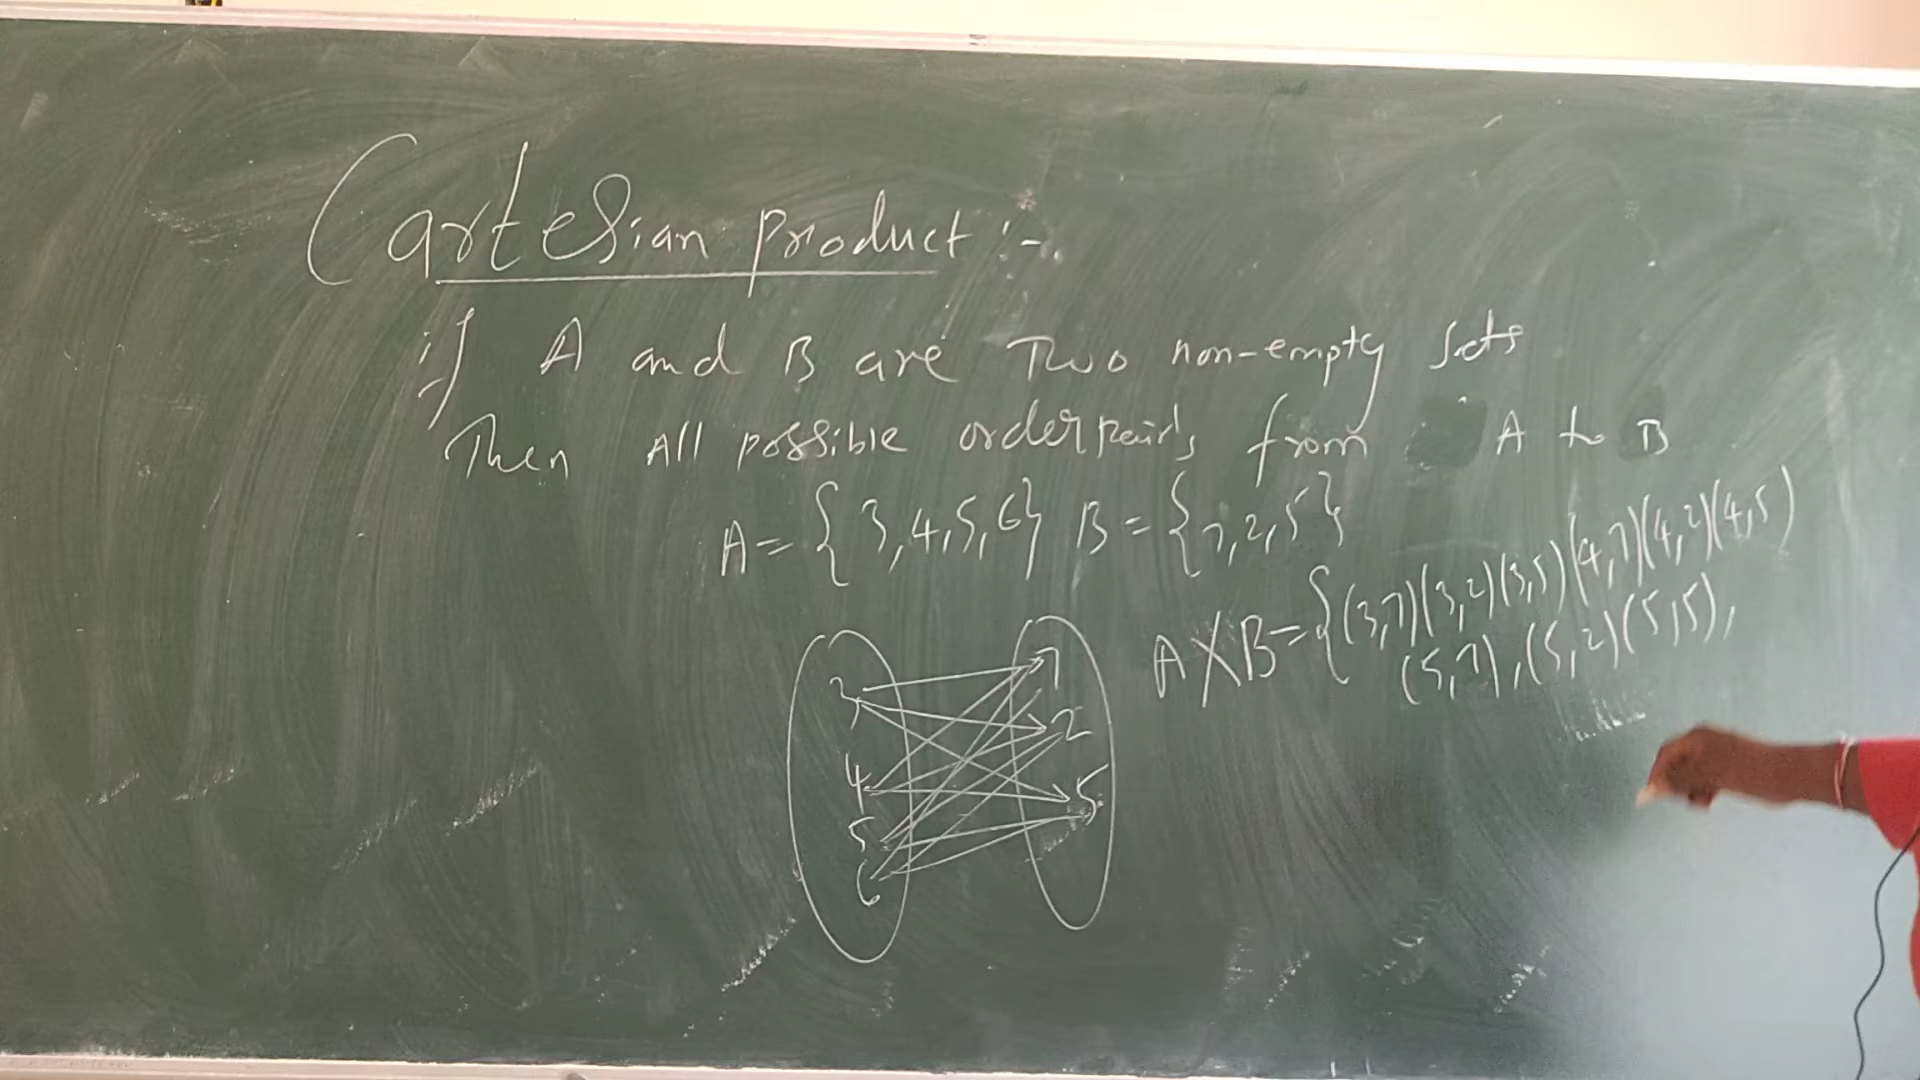 Cartesian product :-
if A and B are Two non-empty Sets
Then All possible order pairs from A to B
A = {3,4,5,6} B = {7,2,5}
A X B = {(3,7)(3,2)(3,5)(4,7)(4,2)(4,5)
(5,7),(5,2)(5,5),
3 7
4 2
5 5
6